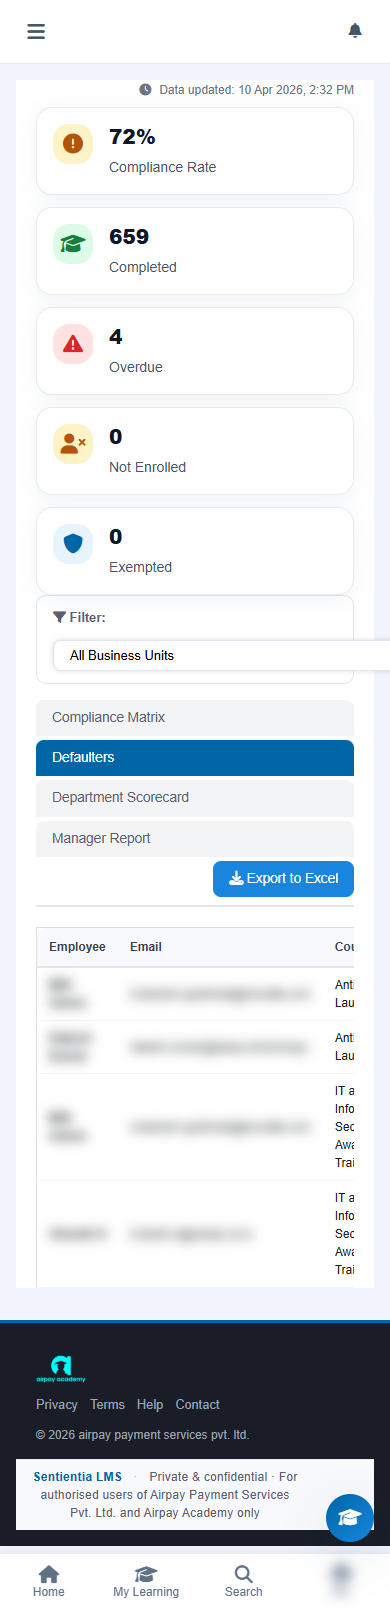 Data updated: 10 Apr 2026, 2:32 PM
72%
Compliance Rate
659
Completed
4
Overdue
0
Not Enrolled
0
Exempted
Filter:
All Business Units
Compliance Matrix
Defaulters
Department Scorecard
Manager Report
Export to Excel
Employee Email Cou
Anti
Lau
Anti
Lau
IT a
Info
Sec
Awa
Trai
IT a
Info
Sec
Awa
Trai
airpay academy
Privacy Terms Help Contact
© 2026 airpay payment services pvt. ltd.
Sentientia LMS · Private & confidential · For
authorised users of Airpay Payment Services
Pvt. Ltd. and Airpay Academy only
Home My Learning Search